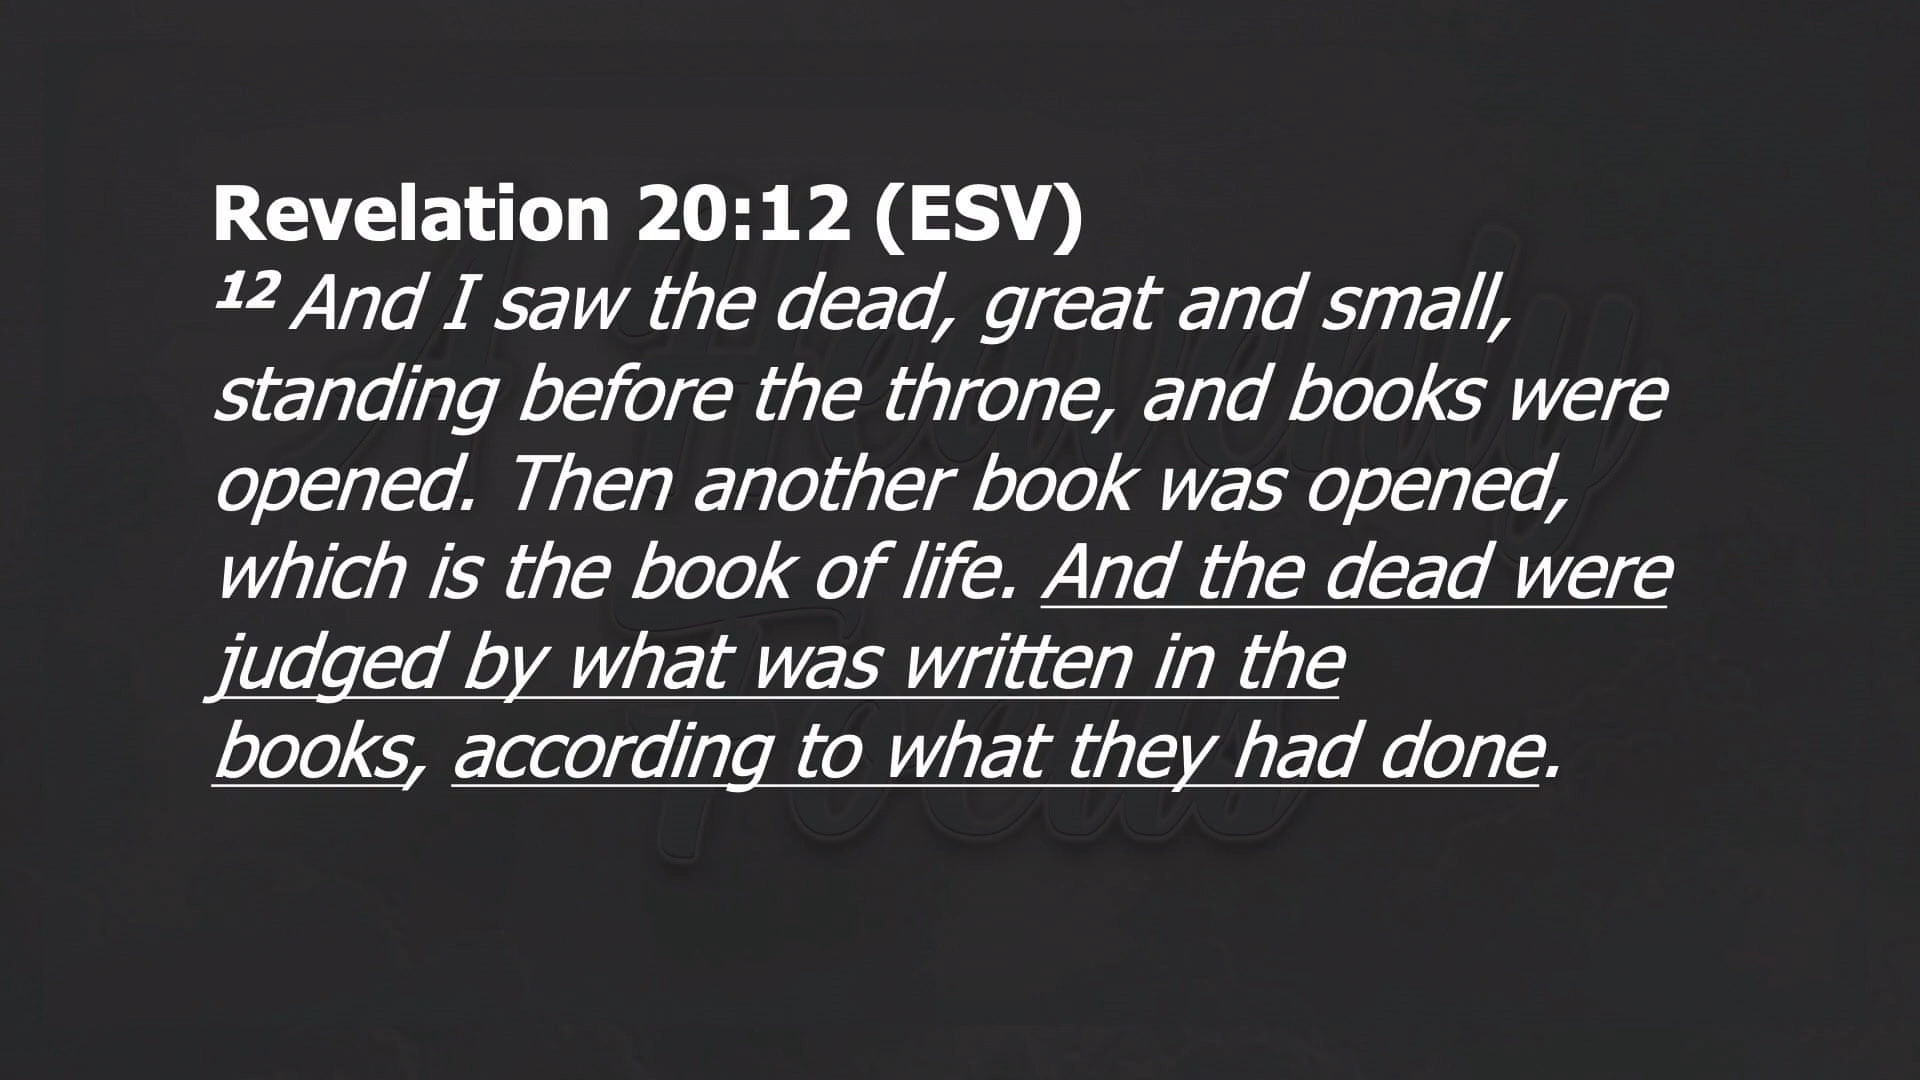 Revelation 20:12 (ESV)
12 And I saw the dead, great and small,
standing before the throne, and books were
opened. Then another book was opened,
which is the book of life. And the dead were
judged by what was written in the
books, according to what they had done.
A Heavenly
Focus